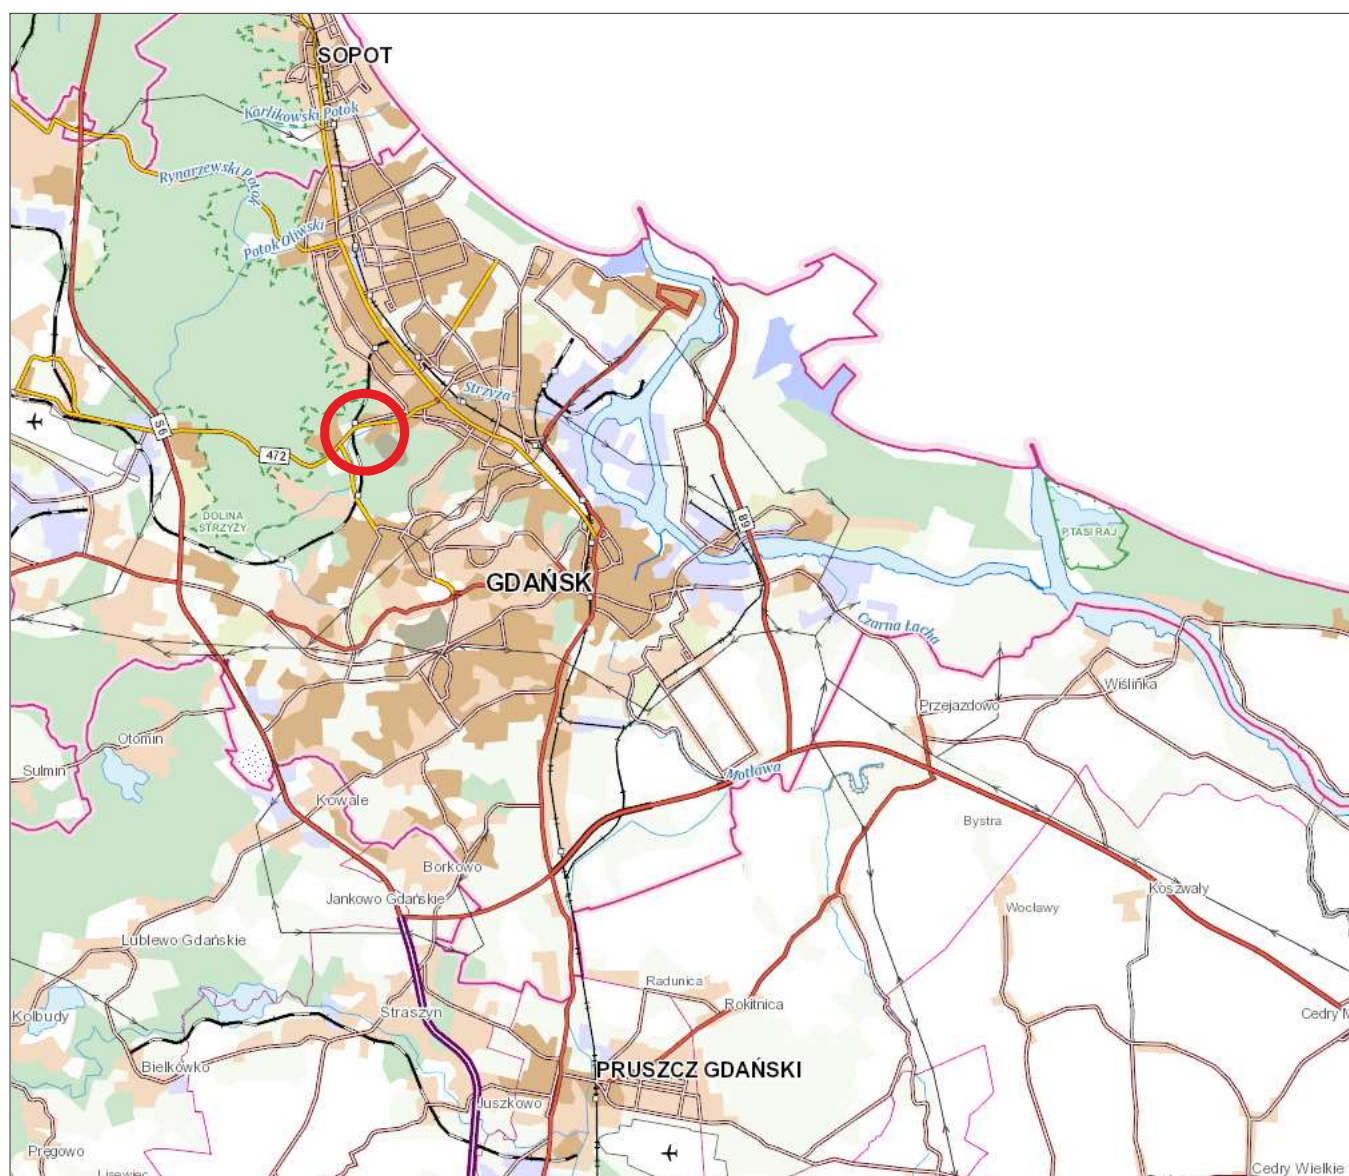 SOPOT
Karlikowski Potok
Rynarzewski Potok
Potok Oliwski
Strzyża
S6
472
DOLINA
STRZYŻY
PTASI RAJ
89
GDAŃSK
Czarna Łacha
Wiślinka
Przejazdowo
Otomin
Sulmin
Motława
Kowale
Bystra
Borkowo
Jankowo Gdańskie
Koszwały
Wocławy
Lublewo Gdańskie
Radunica
Rokitnica
Kolbudy
Straszyn
Cedry M
Bielkówko
PRUSZCZ GDAŃSKI
Juszkowo
Pręgowo
Lisewiec
Cedry Wielkie